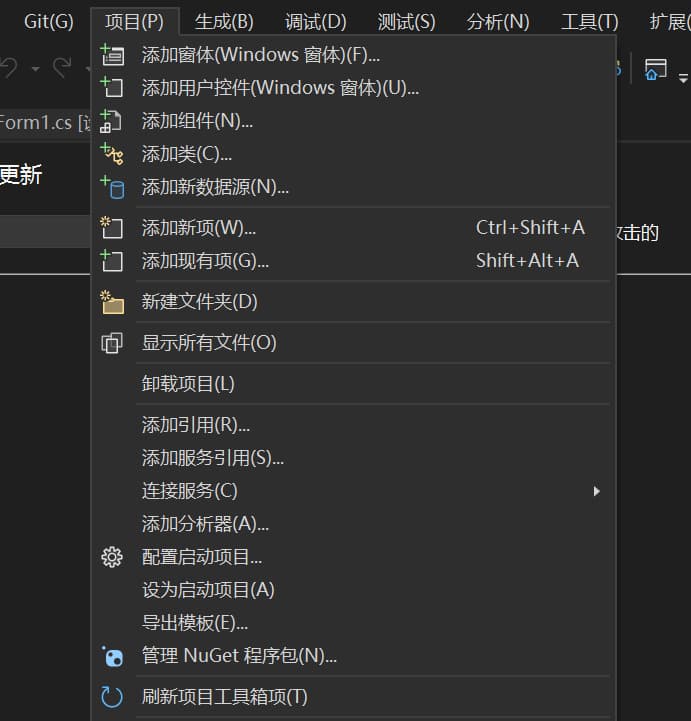 Git(G) 项目(P) 生成(B) 调试(D) 测试(S) 分析(N) 工具(T) 扩展(
添加窗体(Windows 窗体)(F)...
添加用户控件(Windows 窗体)(U)...
添加组件(N)...
Form1.cs [
添加类(C)...
更新
添加新数据源(N)...
添加新项(W)... Ctrl+Shift+A
击的
添加现有项(G)... Shift+Alt+A
新建文件夹(D)
显示所有文件(O)
卸载项目(L)
添加引用(R)...
添加服务引用(S)...
连接服务(C)
添加分析器(A)...
配置启动项目...
设为启动项目(A)
导出模板(E)...
管理 NuGet 程序包(N)...
刷新项目工具箱项(T)